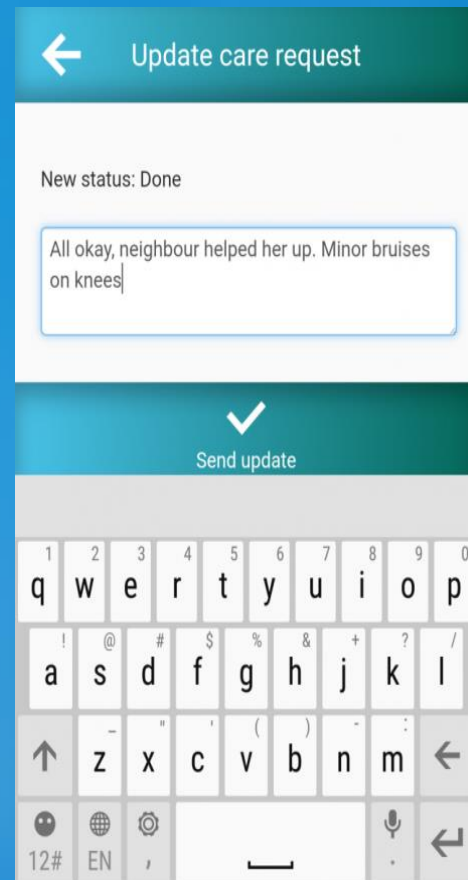 Update care request
New status: Done
All okay, neighbour helped her up. Minor bruises
on knees
Send update
1 2 3 4 5 6 7 8 9 0
q w e r t y u i o p
! @ # $ % & + ? /
a s d f g h j k l
_ " ' ( ) - :
z x c v b n m
12# EN , .